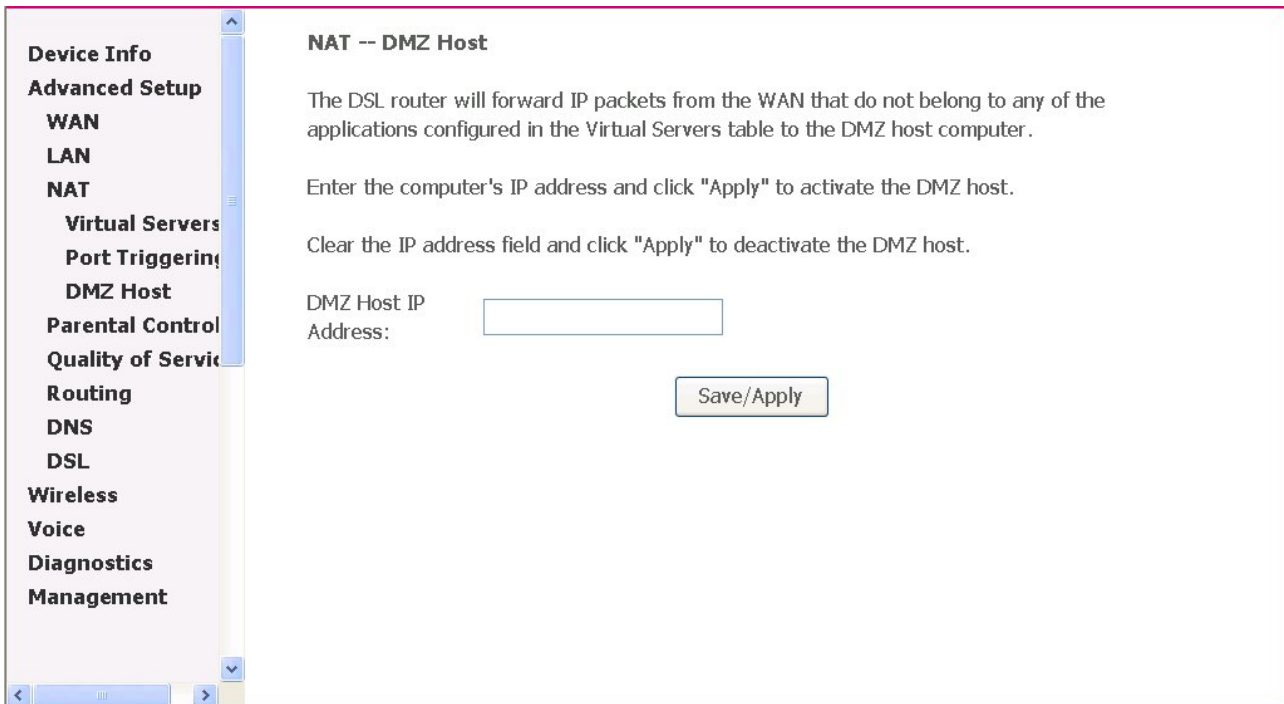 Device Info
Advanced Setup
WAN
LAN
NAT
Virtual Servers
Port Triggering
DMZ Host
Parental Control
Quality of Servic
Routing
DNS
DSL
Wireless
Voice
Diagnostics
Management
NAT -- DMZ Host
The DSL router will forward IP packets from the WAN that do not belong to any of the
applications configured in the Virtual Servers table to the DMZ host computer.
Enter the computer's IP address and click "Apply" to activate the DMZ host.
Clear the IP address field and click "Apply" to deactivate the DMZ host.
DMZ Host IP
Address:
Save/Apply